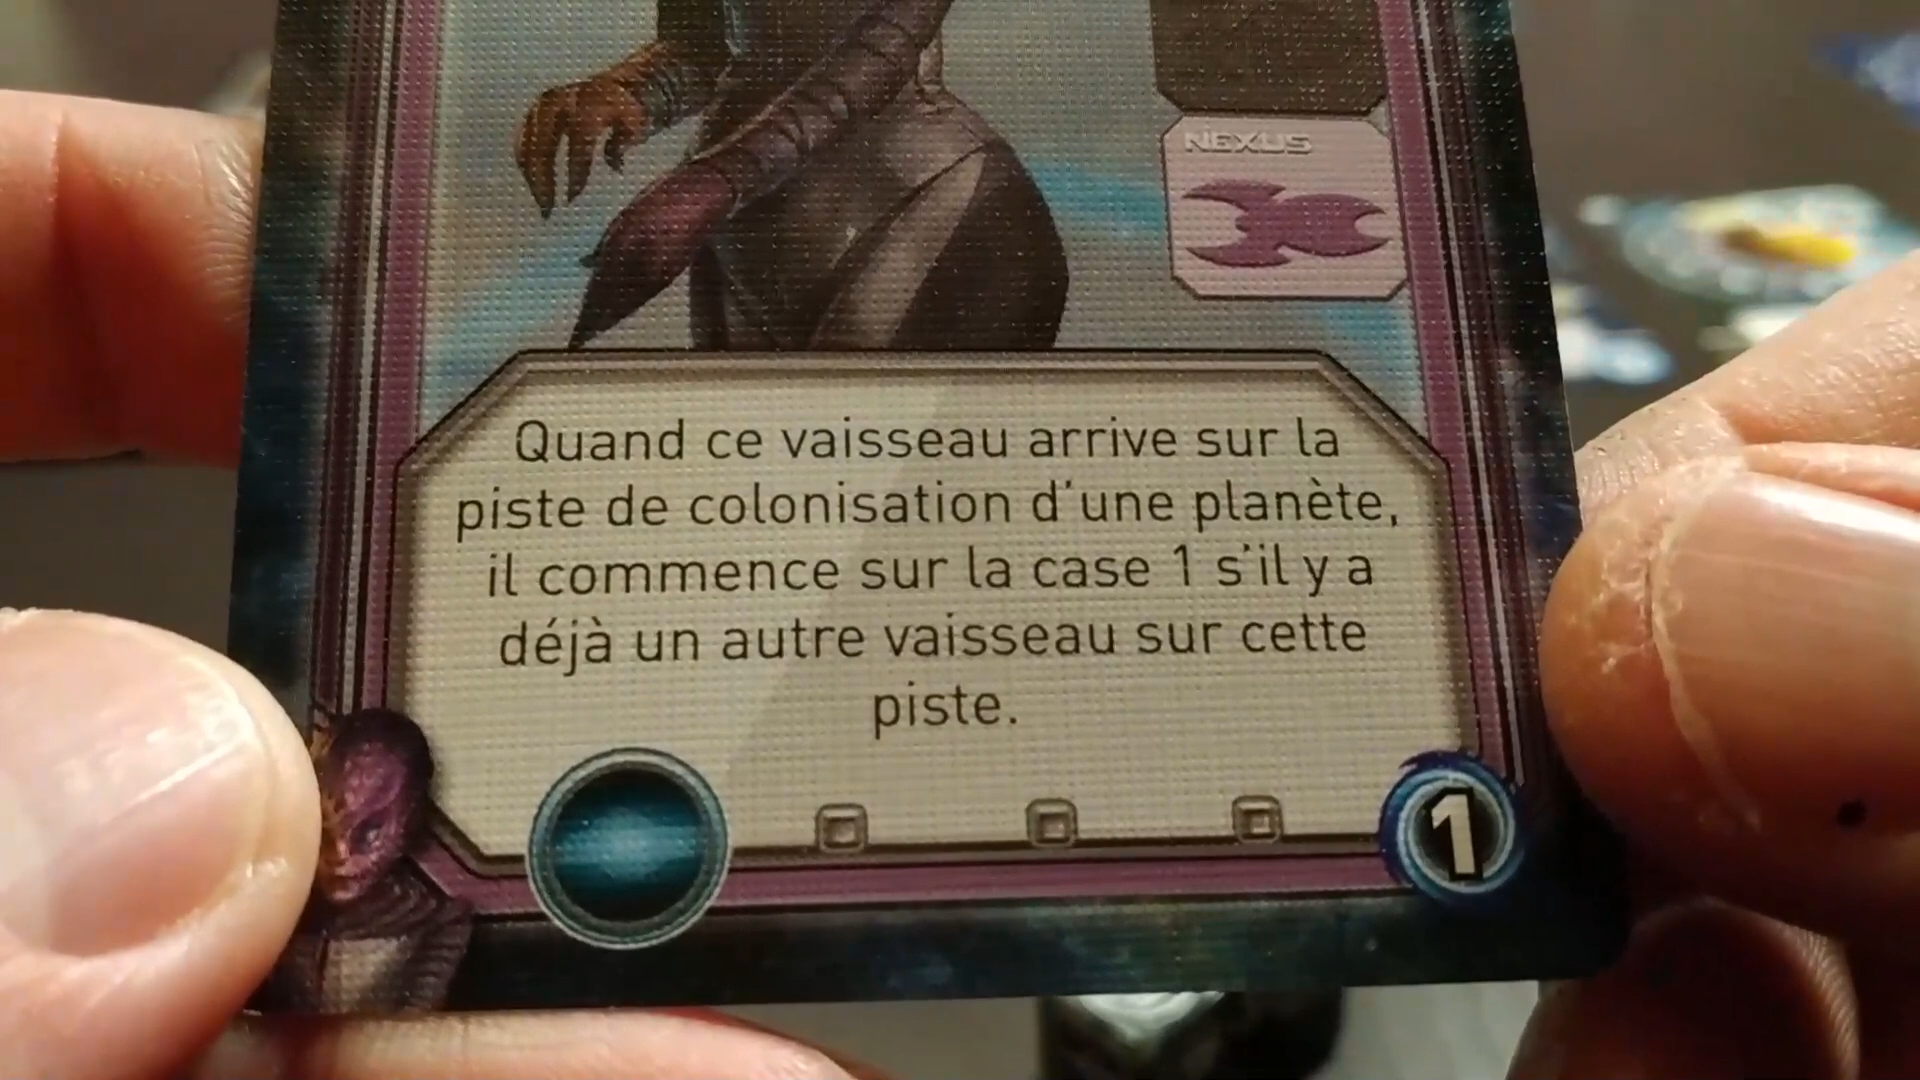 NEXUS
Quand ce vaisseau arrive sur la
piste de colonisation d'une planète,
il commence sur la case 1 s'il y a
déjà un autre vaisseau sur cette
piste.
1